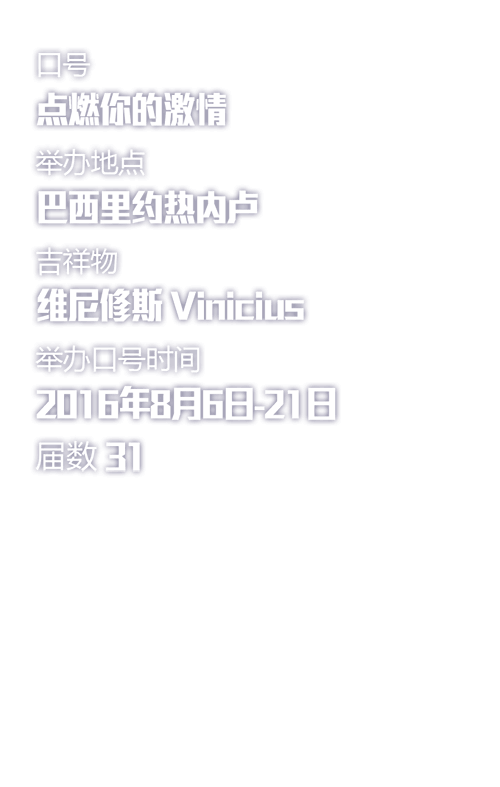 口号
点燃你的激情
举办地点
巴西里约热内卢
吉祥物
维尼修斯 Vinicius
举办口号时间
2016年8月6日-21日
届数 31